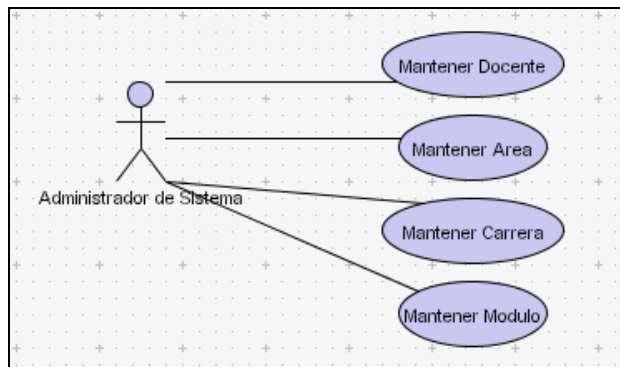 Mantener Docente
Mantener Area
Administrador de Sistema
Mantener Carrera
Mantener Modulo